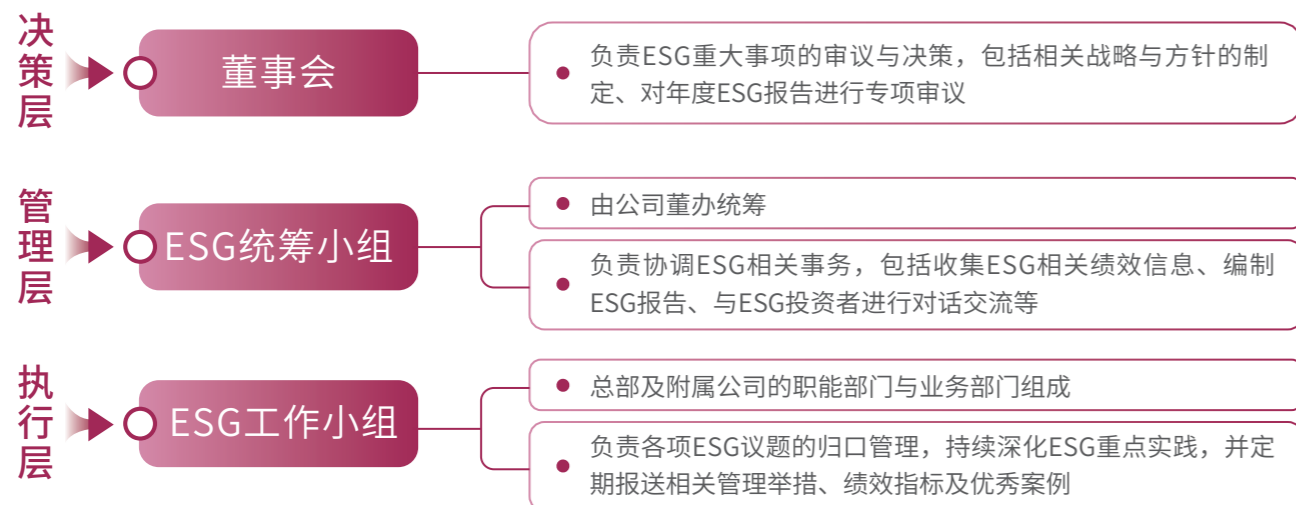 决策层
董事会
负责ESG重大事项的审议与决策，包括相关战略与方针的制
定、对年度ESG报告进行专项审议
管理层
ESG统筹小组
由公司董办统筹
负责协调ESG相关事务，包括收集ESG相关绩效信息、编制
ESG报告、与ESG投资者进行对话交流等
执行层
ESG工作小组
总部及附属公司的职能部门与业务部门组成
负责各项ESG议题的归口管理，持续深化ESG重点实践，并定
期报送相关管理举措、绩效指标及优秀案例